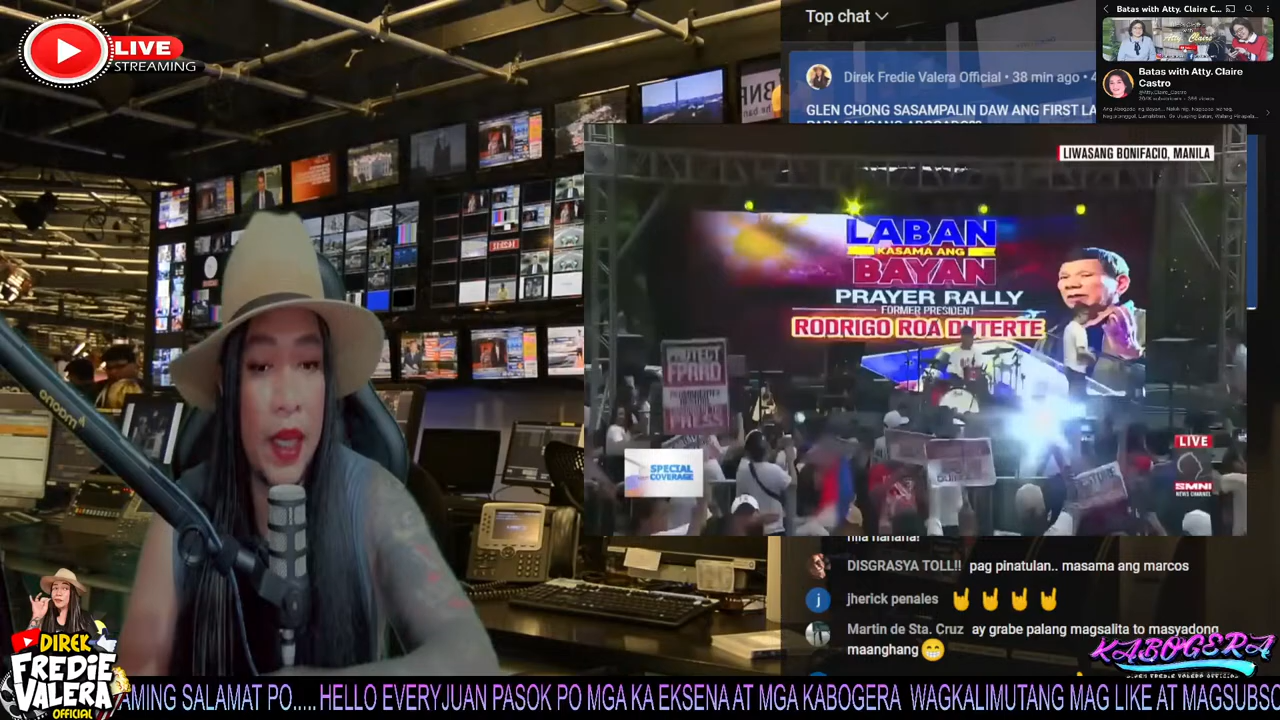 LIVE
STREAMING
Top chat
Direk Fredie Valera Official • 38 min ago •
GLEN CHONG SASAMPALIN DAW ANG FIRST LA
Batas with Atty. Claire C...
Batas with Atty. Claire
Castro
LIWASANG BONIFACIO, MANILA
LABAN
KASAMA ANG
BAYAN
PRAYER RALLY
FORMER PRESIDENT
RODRIGO ROA DUTERTE
PROTECT
FPRRD
SPECIAL
COVERAGE
LIVE
SMNI
NEWS CHANNEL
DISGRASYA TOLL!! pag pinatulan.. masama ang marcos
j
jherick penales 🤘 🤘 🤘 🤘
Martin de Sta. Cruz ay grabe palang magsalita to masyadong
maanghang 😁
KABOGERA
DIREK FREDIE VALERA OFFICIAL
DIREK
FREDIE
VALERA
OFFICIAL
AMING SALAMAT PO..... HELLO EVERYJUAN PASOK PO MGA KA EKSENA AT MGA KABOGERA WAGKALIMUTANG MAG LIKE AT MAGSUBSC